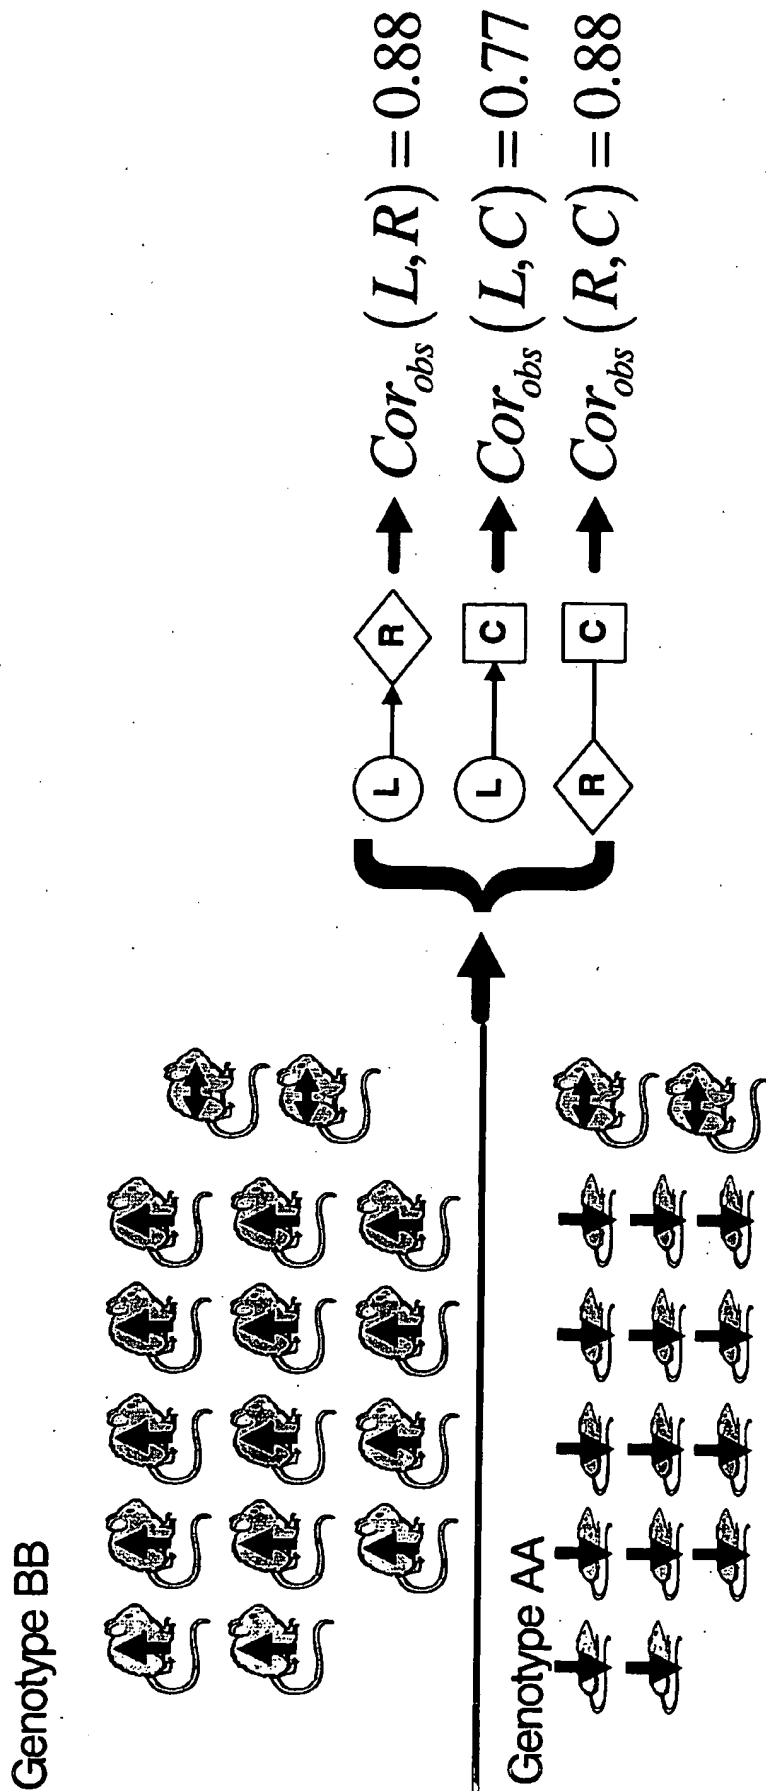 Genotype BB
L R Cor_obs (L, R) = 0.88
L C Cor_obs (L, C) = 0.77
R C Cor_obs (R, C) = 0.88
Genotype AA